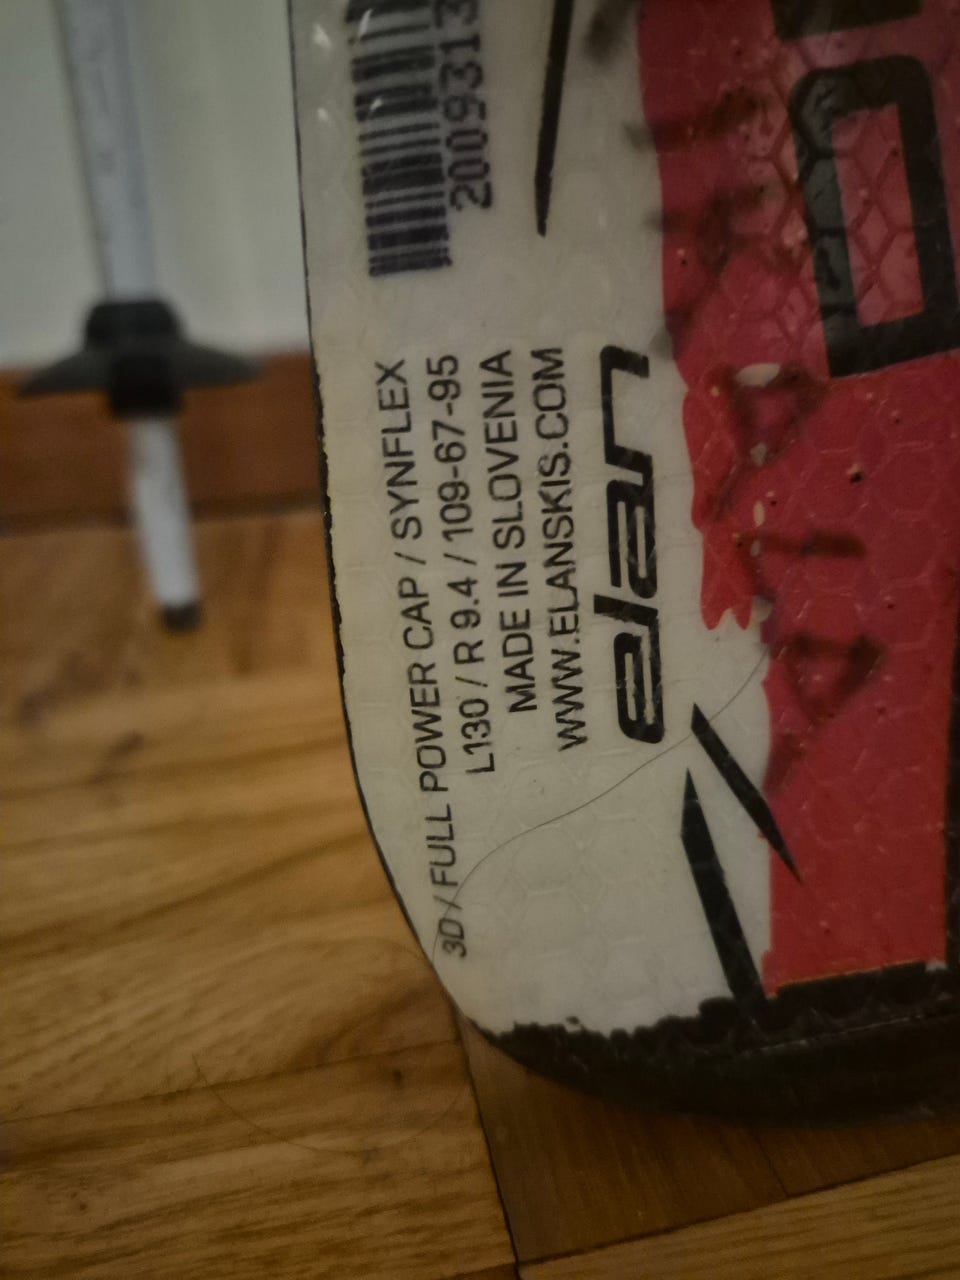 2009313
3D / FULL POWER CAP / SYNFLEX
L130 / R 9.4 / 109-67-95
MADE IN SLOVENIA
WWW.ELANSKIS.COM
elan